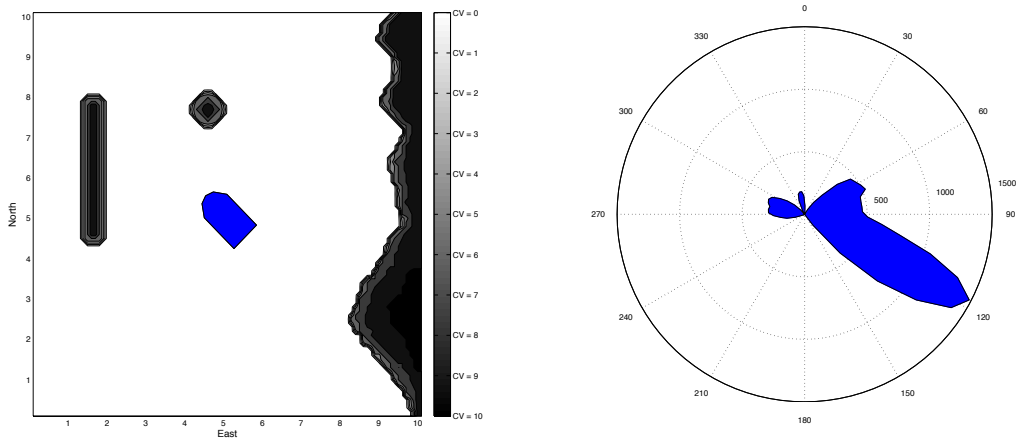 10
9
8
7
6
5
4
3
2
1
North
1 2 3 4 5 6 7 8 9 10
East
CV = 0
CV = 1
CV = 2
CV = 3
CV = 4
CV = 5
CV = 6
CV = 7
CV = 8
CV = 9
CV = 10
0
330 30
300 60
1500
1000
500
270 90
240 120
210 150
180